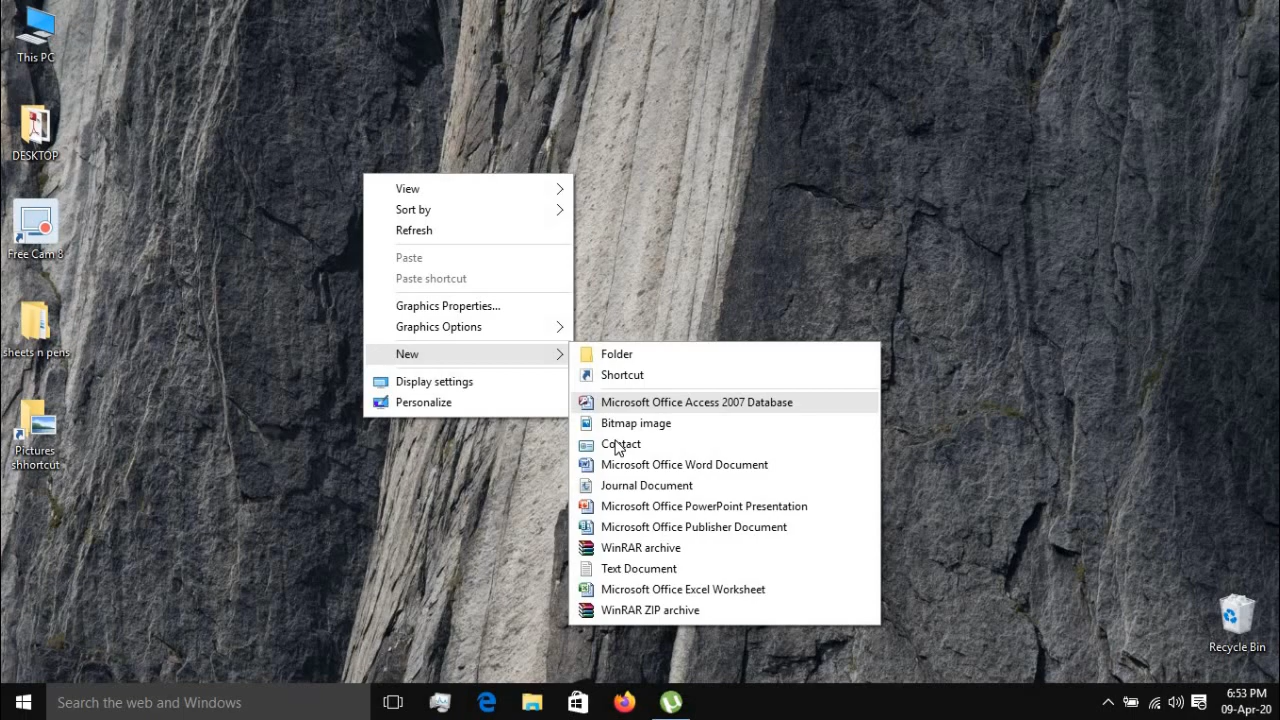 This PC
DESKTOP
Free Cam 8
sheets n pens
Pictures
shhortcut
View
Sort by
Refresh
Paste
Paste shortcut
Graphics Properties...
Graphics Options
New
Display settings
Personalize
Folder
Shortcut
Microsoft Office Access 2007 Database
Bitmap image
Contact
Microsoft Office Word Document
Journal Document
Microsoft Office PowerPoint Presentation
Microsoft Office Publisher Document
WinRAR archive
Text Document
Microsoft Office Excel Worksheet
WinRAR ZIP archive
Recycle Bin
Search the web and Windows
6:53 PM
09-Apr-20